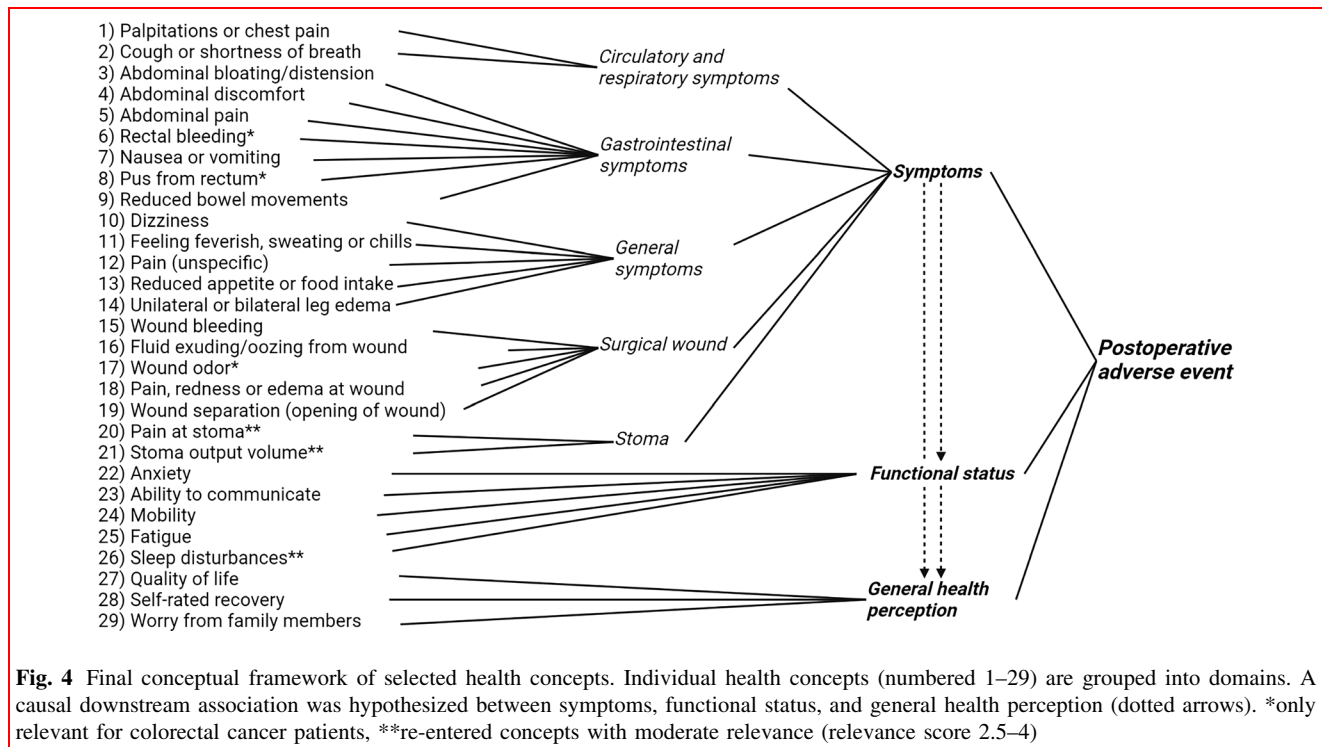 1) Palpitations or chest pain
2) Cough or shortness of breath
3) Abdominal bloating/distension
4) Abdominal discomfort
5) Abdominal pain
6) Rectal bleeding*
7) Nausea or vomiting
8) Pus from rectum*
9) Reduced bowel movements
10) Dizziness
11) Feeling feverish, sweating or chills
12) Pain (unspecific)
13) Reduced appetite or food intake
14) Unilateral or bilateral leg edema
15) Wound bleeding
16) Fluid exuding/oozing from wound
17) Wound odor*
18) Pain, redness or edema at wound
19) Wound separation (opening of wound)
20) Pain at stoma**
21) Stoma output volume**
22) Anxiety
23) Ability to communicate
24) Mobility
25) Fatigue
26) Sleep disturbances**
27) Quality of life
28) Self-rated recovery
29) Worry from family members
Circulatory and
respiratory symptoms
Gastrointestinal
symptoms
General
symptoms
Surgical wound
Stoma
Symptoms
Functional status
General health
perception
Postoperative
adverse event
Fig. 4 Final conceptual framework of selected health concepts. Individual health concepts (numbered 1–29) are grouped into domains. A
causal downstream association was hypothesized between symptoms, functional status, and general health perception (dotted arrows). *only
relevant for colorectal cancer patients, **re-entered concepts with moderate relevance (relevance score 2.5–4)